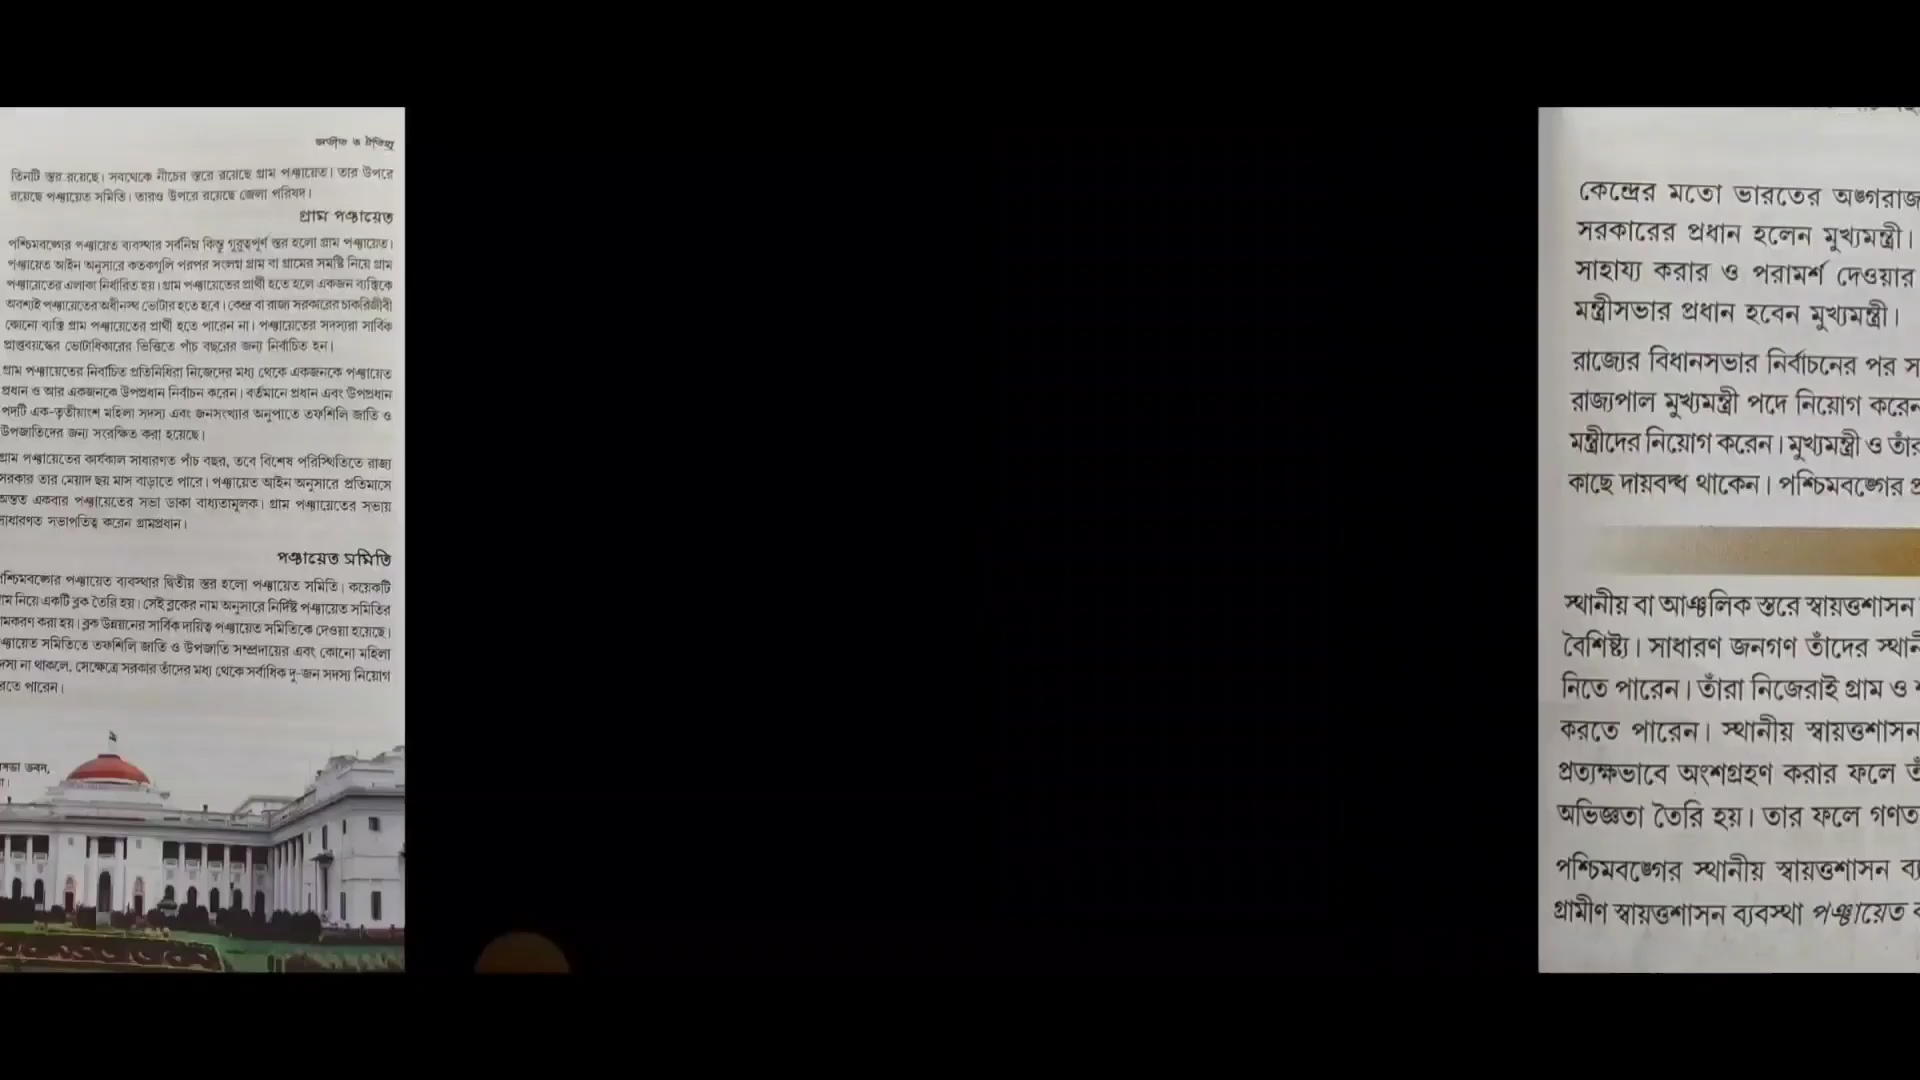 অতীত ও ঐতিহ্য
তিনটি স্তর রয়েছে। সবথেকে নীচের স্তরে রয়েছে গ্রাম পঞ্চায়েত। তার উপরে
রয়েছে পঞ্চায়েত সমিতি। তারও উপরে রয়েছে জেলা পরিষদ।
গ্রাম পঞ্চায়েত
পশ্চিমবঙ্গের পঞ্চায়েত ব্যবস্থার সর্বনিম্ন কিন্তু গুরুত্বপূর্ণ স্তর হলো গ্রাম পঞ্চায়েত।
পঞ্চায়েত আইন অনুসারে কতকগুলি পরপর সংলগ্ন গ্রাম বা গ্রামের সমষ্টি নিয়ে গ্রাম
পঞ্চায়েতের এলাকা নির্ধারিত হয়। গ্রাম পঞ্চায়েতের প্রার্থী হতে হলে একজন ব্যক্তিকে
অবশ্যই পঞ্চায়েতের অধীনস্থ ভোটার হতে হবে। কেন্দ্র বা রাজ্য সরকারের চাকরিজীবী
কোনো ব্যক্তি গ্রাম পঞ্চায়েতের প্রার্থী হতে পারেন না। পঞ্চায়েতের সদস্যরা সার্বিক
প্রাপ্তবয়স্কের ভোটাধিকারের ভিত্তিতে পাঁচ বছরের জন্য নির্বাচিত হন।
গ্রাম পঞ্চায়েতের নির্বাচিত প্রতিনিধিরা নিজেদের মধ্য থেকে একজনকে পঞ্চায়েত
প্রধান ও আর একজনকে উপপ্রধান নির্বাচন করেন। বর্তমানে প্রধান এবং উপপ্রধান
পদটি এক-তৃতীয়াংশ মহিলা সদস্য এবং জনসংখ্যার অনুপাতে তফশিলি জাতি ও
উপজাতিদের জন্য সংরক্ষিত করা হয়েছে।
গ্রাম পঞ্চায়েতের কার্যকাল সাধারণত পাঁচ বছর, তবে বিশেষ পরিস্থিতিতে রাজ্য
সরকার তার মেয়াদ ছয় মাস বাড়াতে পারে। পঞ্চায়েত আইন অনুসারে প্রতিমাসে
অন্তত একবার পঞ্চায়েতের সভা ডাকা বাধ্যতামূলক। গ্রাম পঞ্চায়েতের সভায়
সাধারণত সভাপতিত্ব করেন গ্রামপ্রধান।
পঞ্চায়েত সমিতি
পশ্চিমবঙ্গের পঞ্চায়েত ব্যবস্থার দ্বিতীয় স্তর হলো পঞ্চায়েত সমিতি। কয়েকটি
গ্রাম নিয়ে একটি ব্লক তৈরি হয়। সেই ব্লকের নাম অনুসারে নির্দিষ্ট পঞ্চায়েত সমিতির
নামকরণ করা হয়। ব্লক উন্নয়নের সার্বিক দায়িত্ব পঞ্চায়েত সমিতিকে দেওয়া হয়েছে।
পঞ্চায়েত সমিতিতে তফশিলি জাতি ও উপজাতি সম্প্রদায়ের এবং কোনো মহিলা
সদস্য না থাকলে, সেক্ষেত্রে সরকার তাঁদের মধ্য থেকে সর্বাধিক দু-জন সদস্য নিয়োগ
করতে পারেন।
ভবন,
কেন্দ্রের মতো ভারতের অঙ্গরাজ
সরকারের প্রধান হলেন মুখ্যমন্ত্রী।
সাহায্য করার ও পরামর্শ দেওয়ার
মন্ত্রীসভার প্রধান হবেন মুখ্যমন্ত্রী।
রাজ্যের বিধানসভার নির্বাচনের পর স
রাজ্যপাল মুখ্যমন্ত্রী পদে নিয়োগ করেন
মন্ত্রীদের নিয়োগ করেন। মুখ্যমন্ত্রী ও তাঁর
কাছে দায়বদ্ধ থাকেন। পশ্চিমবঙ্গের প্র
স্থানীয় বা আঞ্চলিক স্তরে স্বায়ত্তশাসন
বৈশিষ্ট্য। সাধারণ জনগণ তাঁদের স্থানী
নিতে পারেন। তাঁরা নিজেরাই গ্রাম ও
করতে পারেন। স্থানীয় স্বায়ত্তশাসন
প্রত্যক্ষভাবে অংশগ্রহণ করার ফলে তাঁ
অভিজ্ঞতা তৈরি হয়। তার ফলে গণত
পশ্চিমবঙ্গের স্থানীয় স্বায়ত্তশাসন ব্য
গ্রামীণ স্বায়ত্তশাসন ব্যবস্থা পঞ্চায়েত ব